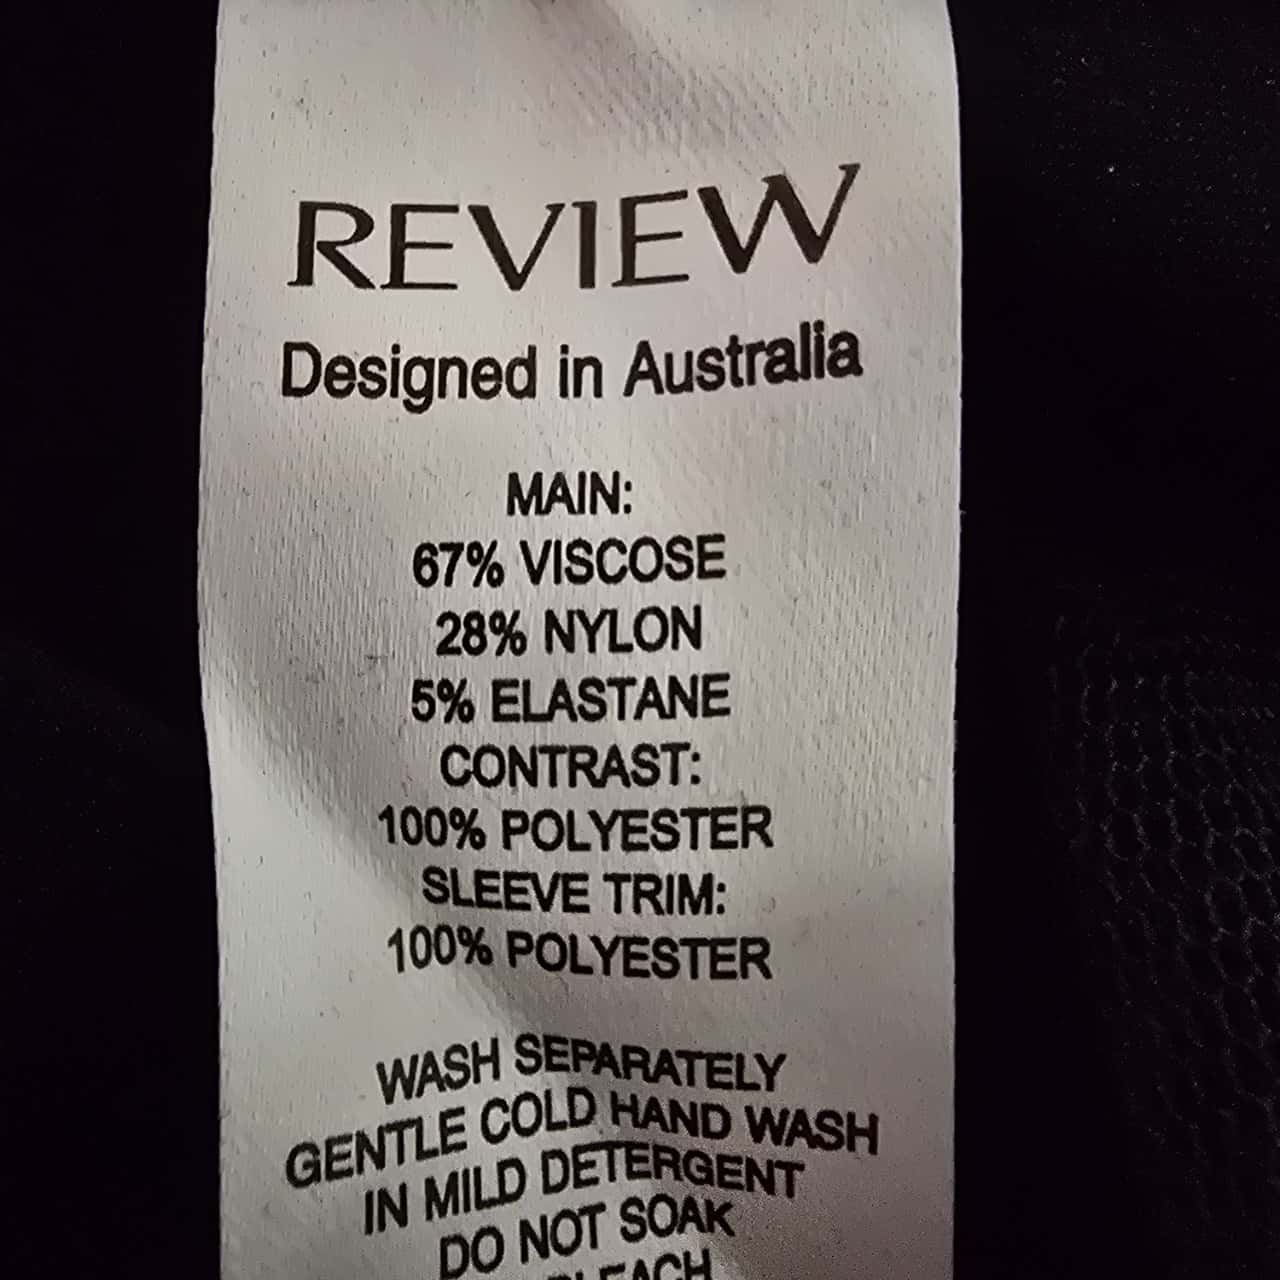 REVIEW
Designed in Australia
MAIN:
67% VISCOSE
28% NYLON
5% ELASTANE
CONTRAST:
100% POLYESTER
SLEEVE TRIM:
100% POLYESTER
WASH SEPARATELY
GENTLE COLD HAND WASH
IN MILD DETERGENT
DO NOT SOAK
BLEACH